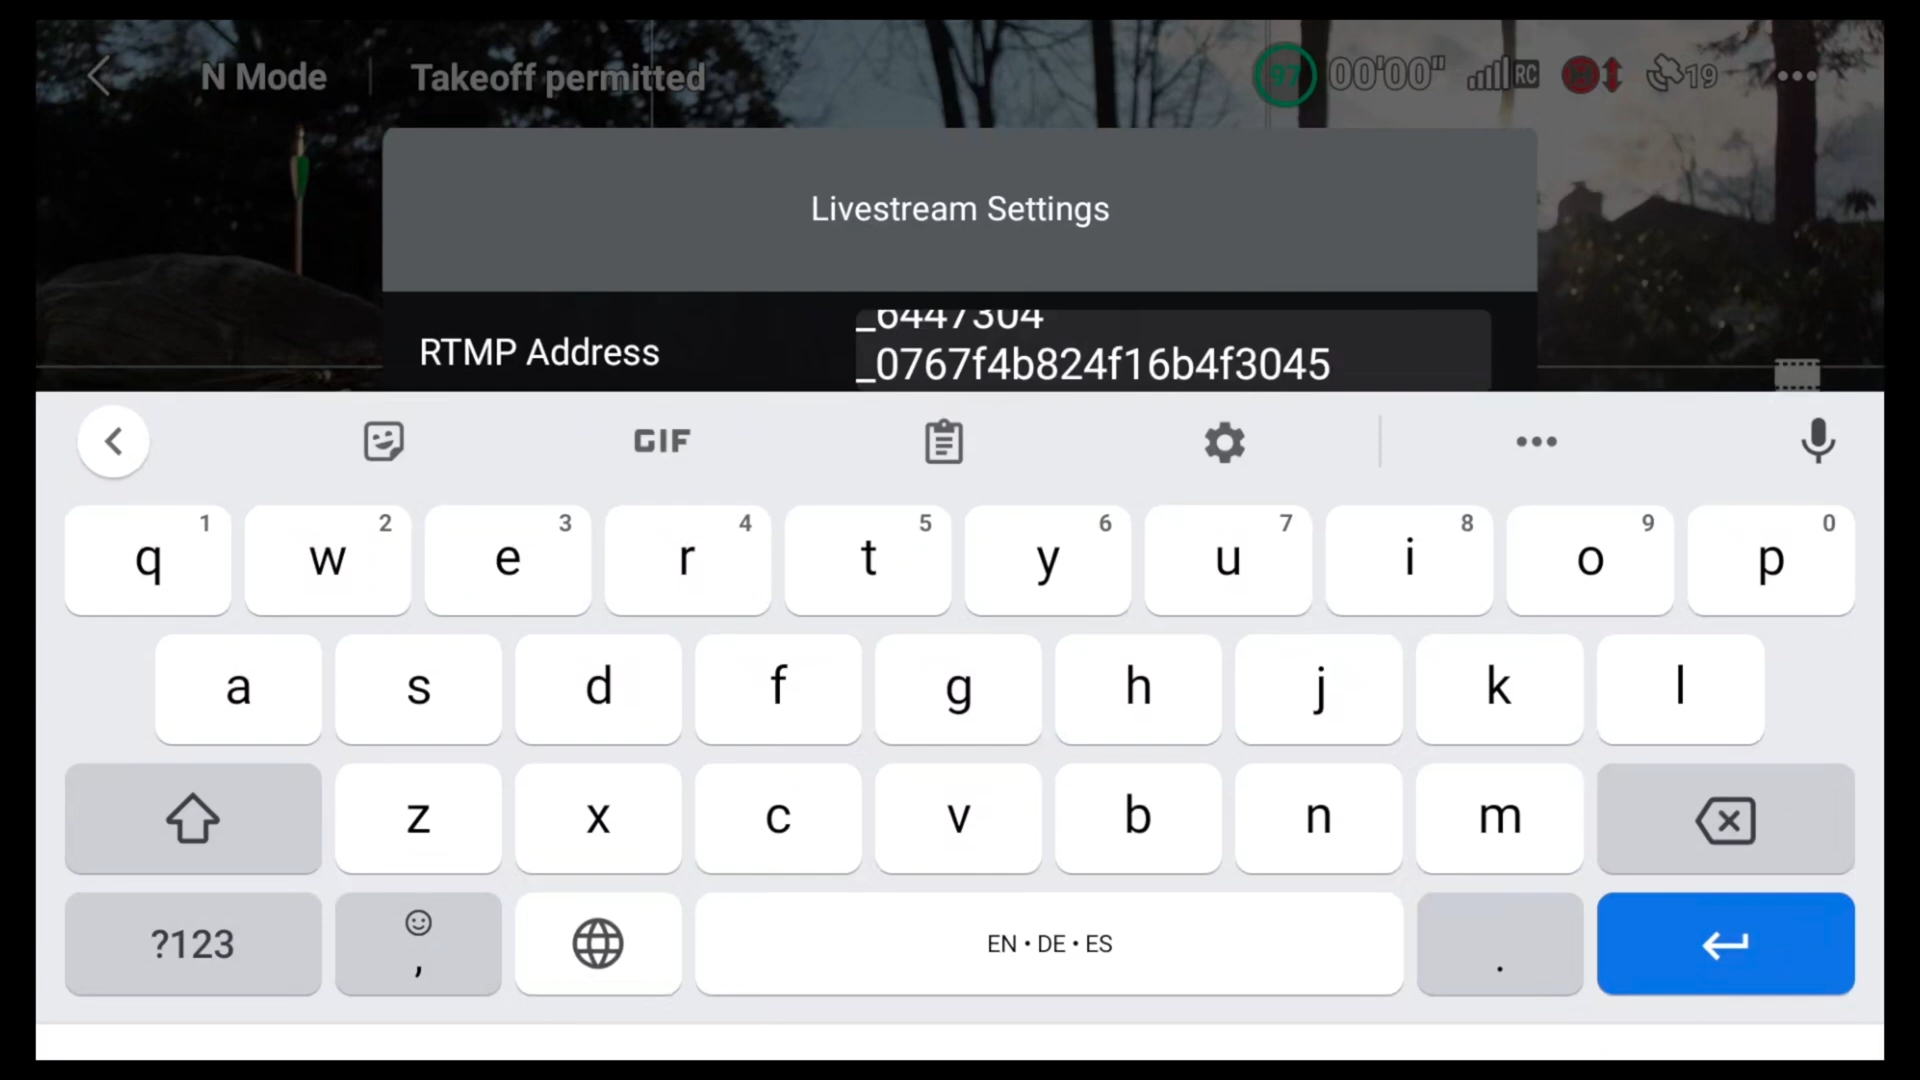 N Mode Takeoff permitted 97 00'00" RC H 19
Livestream Settings
_6447304
RTMP Address
_0767f4b824f16b4f3045
GIF
q 1 w 2 e 3 r 4 t 5 y 6 u 7 i 8 o 9 p 0
a s d f g h j k l
z x c v b n m
?123 , EN • DE • ES .